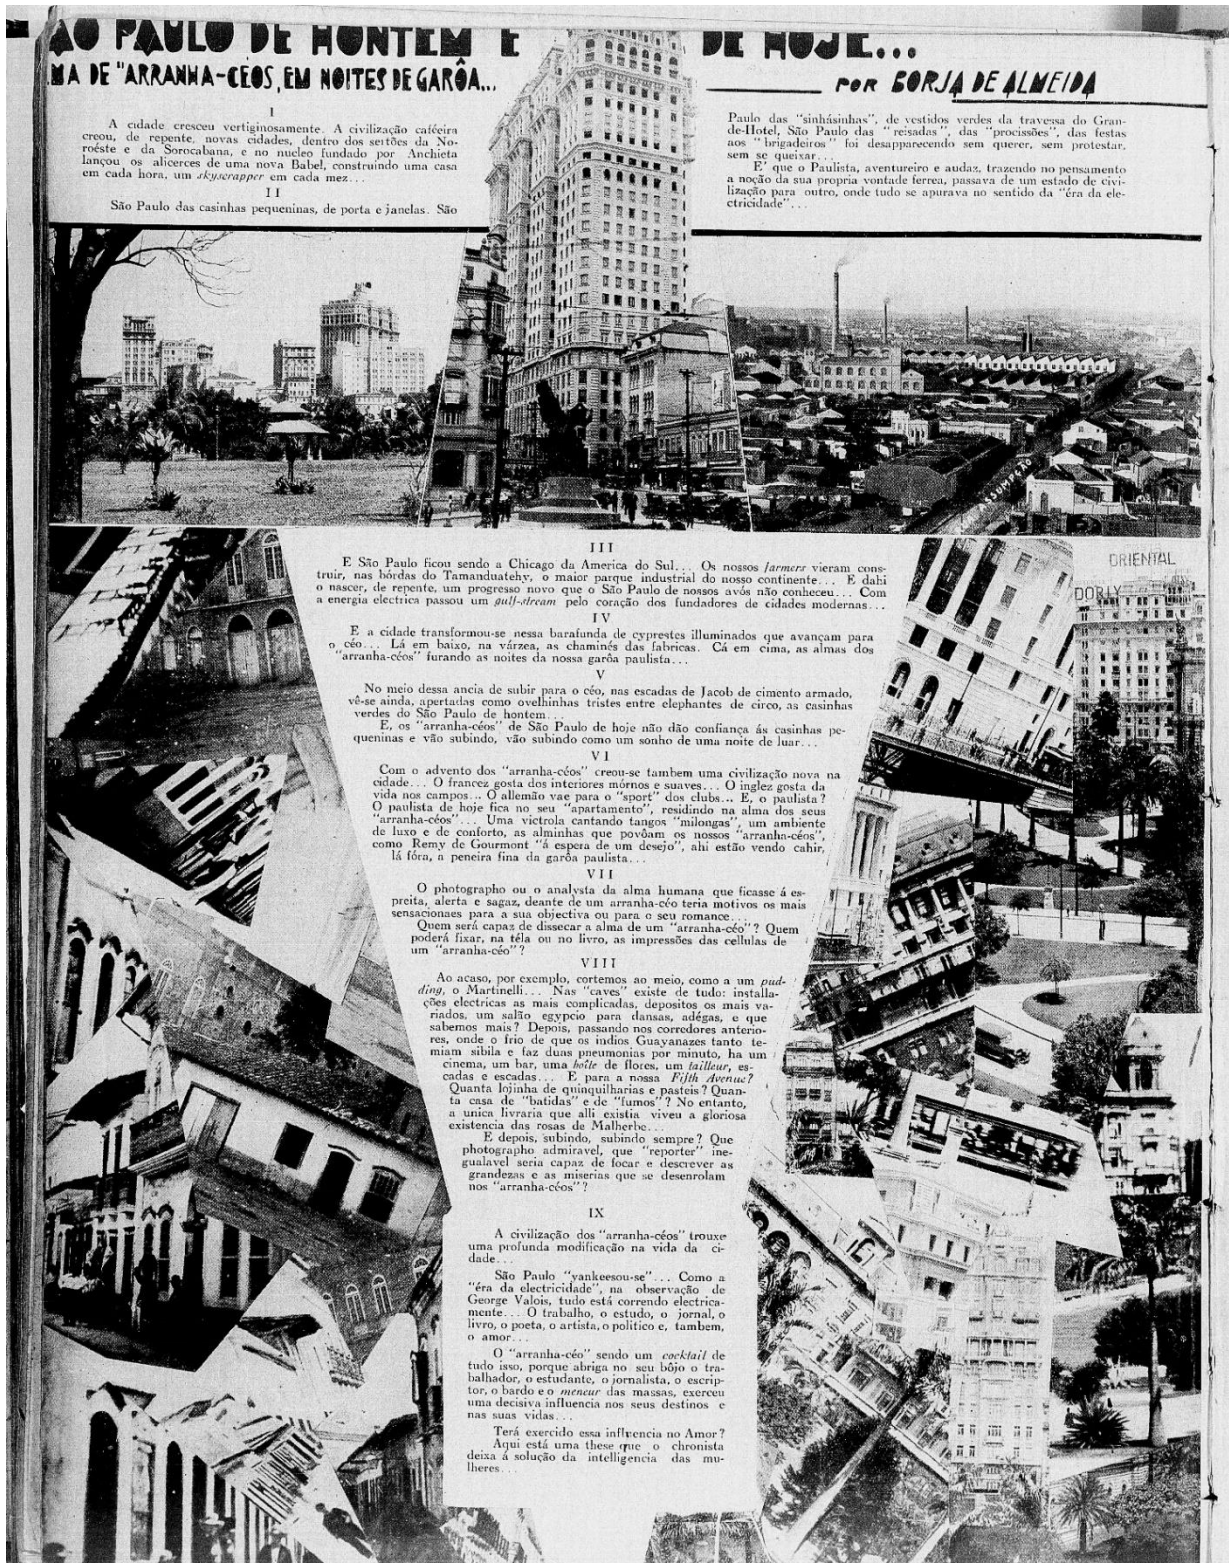 ÃO PAULO DE HONTEM E DE HOJE...
MA DE "ARRANHA-CÉOS, EM NOITES DE GARÔA...
POR BORJA DE ALMEIDA
I
A cidade cresceu vertiginosamente. A civilização caféeira
creou, de repente, novas cidades, dentro dos sertões da No-
roéste e da Sorocabana, e no nucleo fundado por Anchieta
lançou os alicerces de uma nova Babel, construindo uma casa
em cada hora, um skyscrapper em cada mez...
II
São Paulo das casinhas pequeninas, de porta e janelas. São
Paulo das "sinhásinhas", de vestidos verdes da travessa do Gran-
de-Hotel, São Paulo das "reisadas", das "procissões", das festas
aos "brigadeiros" foi desapparecendo sem querer, sem protestar,
sem se queixar...
E' que o Paulista, aventureiro e audaz, trazendo no pensamento
a noção da sua propria vontade ferrea, passava de um estado de civi-
lização para outro, onde tudo se apurava no sentido da "éra da ele-
ctricidade"...
ASSUMPÇÃO
III
E São Paulo ficou sendo a Chicago da America do Sul... Os nossos farmers vieram cons-
truir, nas bórdas do Tamanduatehy, o maior parque industrial do nosso continente... E dahi
o nascer, de repente, um progresso novo que o São Paulo de nossos avós não conheceu... Com
a energia electrica passou um gulf-stream pelo coração dos fundadores de cidades modernas...
IV
E a cidade transformou-se nessa barafunda de cyprestes illuminados que avançam para
o céo... Lá em baixo, na várzea, as chaminés das fabricas. Cá em cima, as almas dos
"arranha-céos" furando as noites da nossa garôa paulista...
V
No meio dessa ancia de subir para o céo, nas escadas de Jacob de cimento armado,
vê-se ainda, apertadas como ovelhinhas tristes entre elephantes de circo, as casinhas
verdes do São Paulo de hontem...
E, os "arranha-céos" de São Paulo de hoje não dão confiança ás casinhas pe-
queninas e vão subindo, vão subindo como um sonho de uma noite de luar...
VI
Com o advento dos "arranha-céos" creou-se tambem uma civilização nova na
cidade... O francez gosta dos interiores mórnos e suaves... O inglez gosta da
vida nos campos... O allemão vae para o "sport" dos clubs... E, o paulista?
O paulista de hoje fica no seu "apartamento", residindo na alma dos seus
"arranha-céos"... Uma victrola cantando tangos "milongas", um ambiente
de luxo e de conforto, as alminhas que povôam os nossos "arranha-céos",
como Remy de Gourmont "á espera de um desejo", ahi estão vendo cahir,
lá fóra, a peneira fina da garôa paulista...
VII
O photographo ou o analysta da alma humana que ficasse á es-
preita, alerta e sagaz, deante de um arranha-céo teria motivos os mais
sensacionaes para a sua objectiva ou para o seu romance...
Quem será capaz de dissecar a alma de um "arranha-céo"? Quem
poderá fixar, na téla ou no livro, as impressões das cellulas de
um "arranha-céo"?
VIII
Ao acaso, por exemplo, cortemos ao meio, como a um pud-
ding, o Martinelli... Nas "caves" existe de tudo: installa-
ções electricas as mais complicadas, depositos os mais va-
riados, um salão egypcio para dansas, adégas, e que
sabemos mais? Depois, passando nos corredores anterio-
res, onde o frio de que os indios Guayanazes tanto te-
miam sibila e faz duas pneumonias por minuto, ha um
cinema, um bar, uma boîte de flores, um tailleur, es-
cadas e escadas... E para a nossa Fifth Avenue?
Quanta lojinha de quinquilharias e pasteis? Quan-
ta casa de "batidas" e de "fumos"? No entanto,
a unica livraria que alli existia viveu a gloriosa
existencia das rosas de Malherbe...
E depois, subindo, subindo sempre? Que
photographo admiravel, que "reporter" ine-
gualavel seria capaz de focar e descrever as
grandezas e as miserias que se desenrolam
nos "arranha-céos"?
IX
A civilização dos "arranha-céos" trouxe
uma profunda modificação na vida da ci-
dade...
São Paulo "yankeesou-se"... Como a
"éra da electricidade", na observação de
George Valois, tudo está correndo electrica-
mente... O trabalho, o estudo, o jornal, o
livro, o poeta, o artista, o politico e, tambem,
o amor...
O "arranha-céo" sendo um cocktail de
tudo isso, porque abriga no seu bôjo o tra-
balhador, o estudante, o jornalista, o escrip-
tor, o bardo e o meneur das massas, exerceu
uma decisiva influencia nos seus destinos e
nas suas vidas...
Terá exercido essa influencia no Amor?
Aqui está uma these que o chronista
deixa á solução da intelligencia das mu-
lheres...
ORIENTAL
DORLY